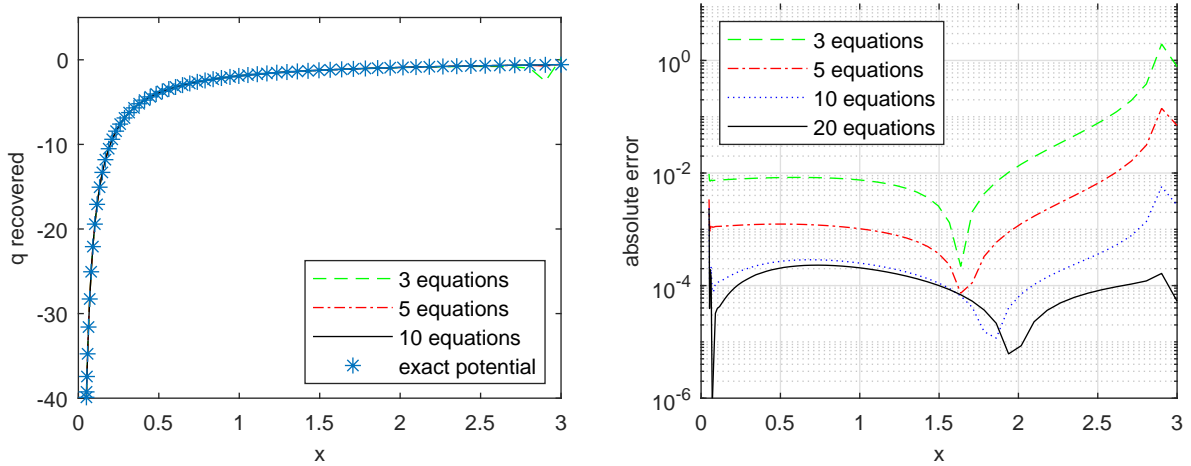 0
-10
-20
-30
-40
q recovered
0 0.5 1 1.5 2 2.5 3
x
3 equations
5 equations
10 equations
exact potential
10^0
10^-2
10^-4
10^-6
absolute error
0 0.5 1 1.5 2 2.5 3
x
3 equations
5 equations
10 equations
20 equations